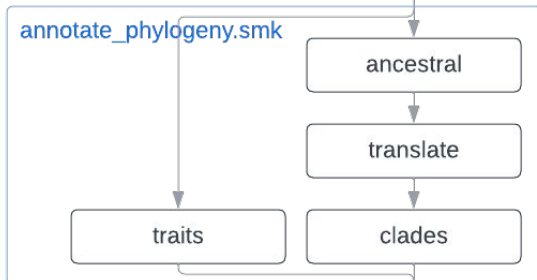 annotate_phylogeny.smk
ancestral
translate
traits
clades